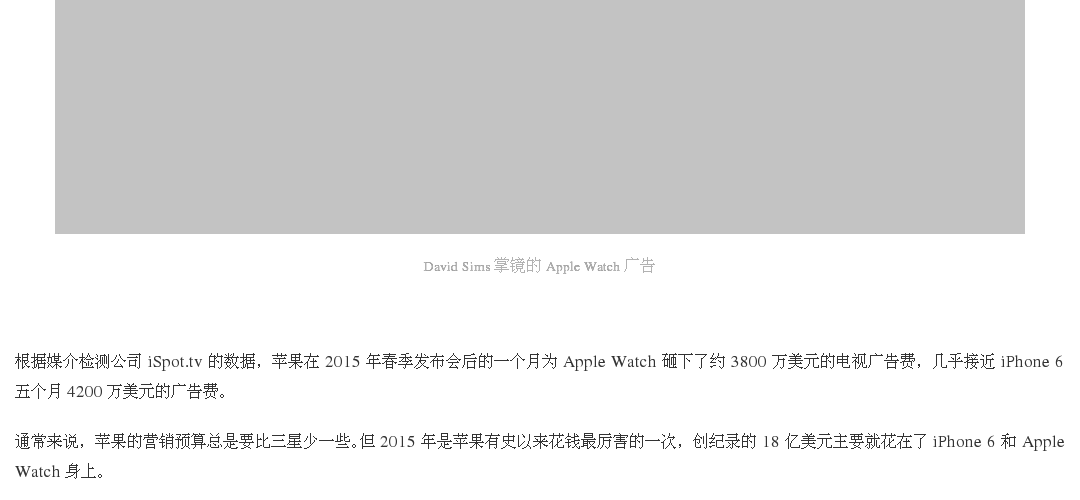 David Sims 掌镜的 Apple Watch 广告
根据媒介检测公司 iSpot.tv 的数据，苹果在 2015 年春季发布会后的一个月为 Apple Watch 砸下了约 3800 万美元的电视广告费，几乎接近 iPhone 6
五个月 4200 万美元的广告费。
通常来说，苹果的营销预算总是要比三星少一些。但 2015 年是苹果有史以来花钱最厉害的一次，创纪录的 18 亿美元主要就花在了 iPhone 6 和 Apple
Watch 身上。